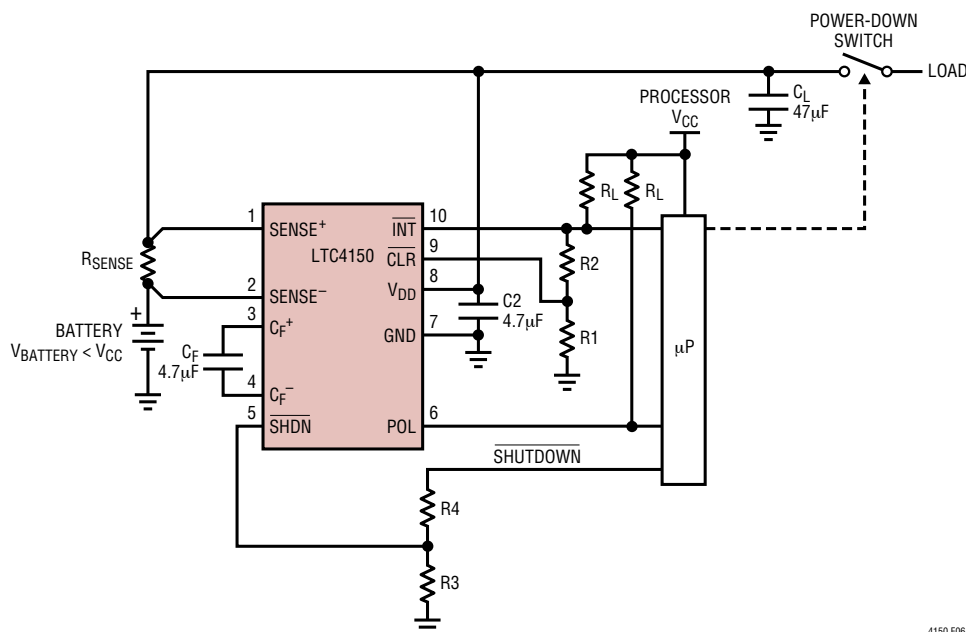 POWER-DOWN
SWITCH
LOAD
CL
47µF
PROCESSOR
VCC
RL
RL
1
SENSE+
10
INT
LTC4150
9
CLR
R2
RSENSE
2
SENSE–
8
VDD
C2
4.7µF
3
CF+
7
GND
R1
µP
BATTERY
+
VBATTERY < VCC
CF
4.7µF
4
CF–
5
SHDN
6
POL
SHUTDOWN
R4
R3
4150 F06